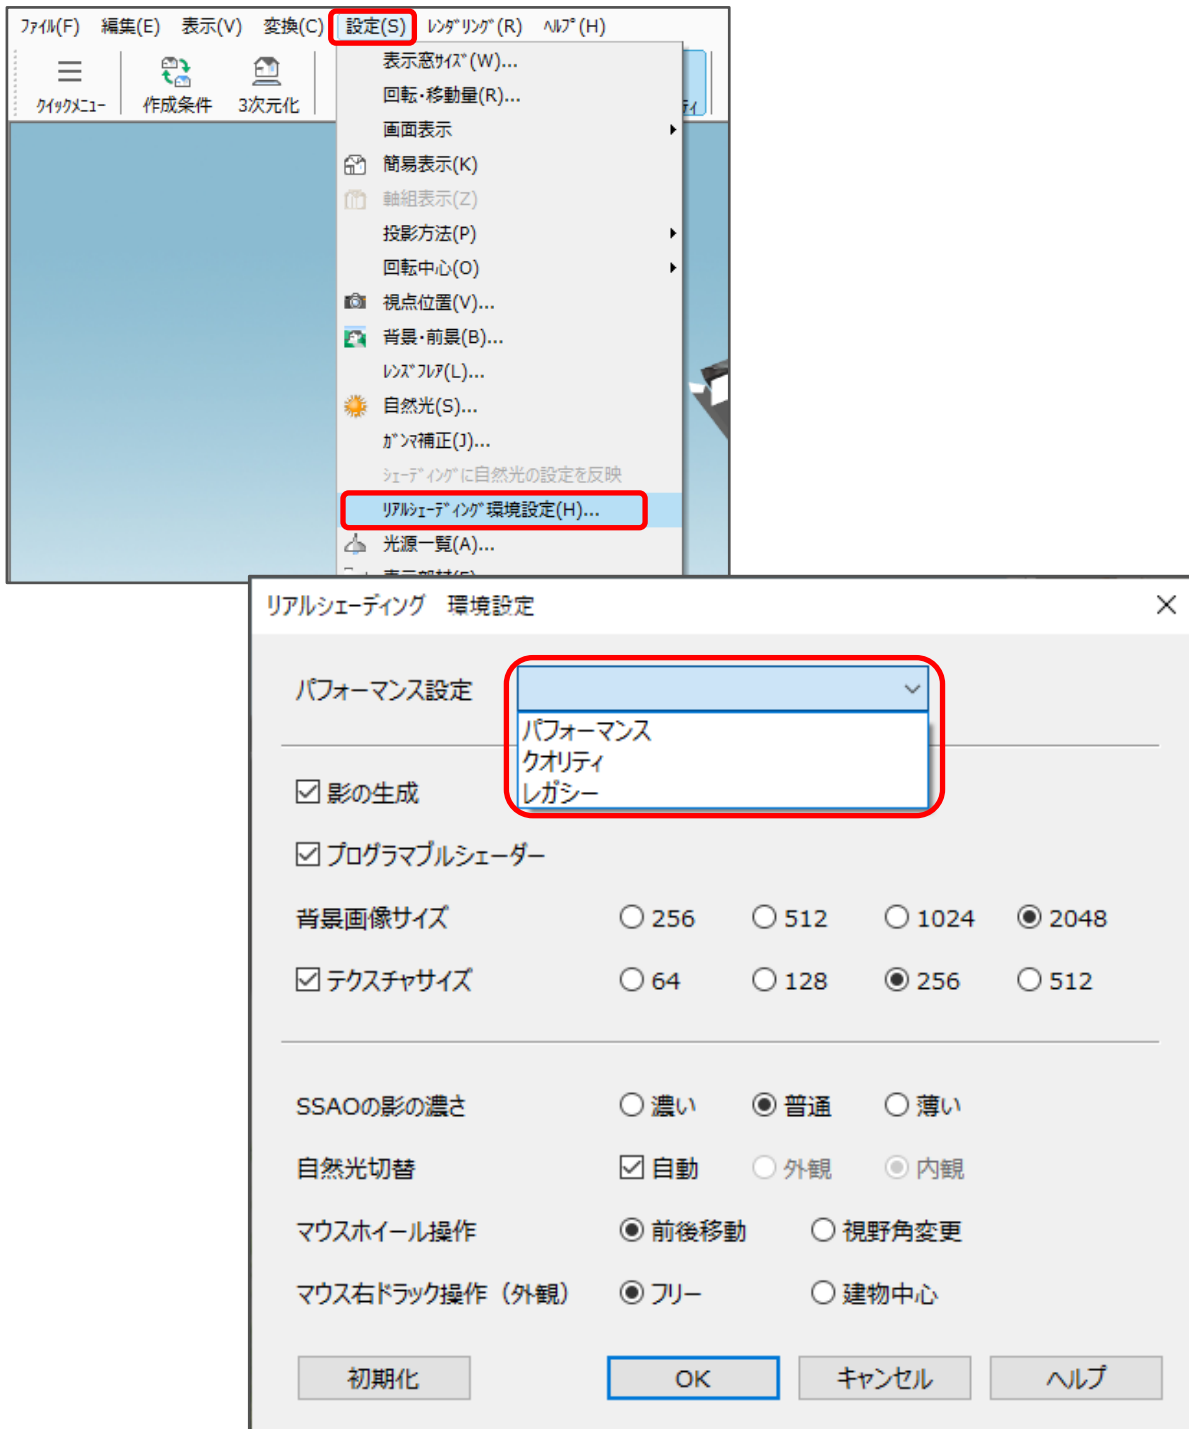 ﾌｧｲﾙ(F) 編集(E) 表示(V) 変換(C) 設定(S) ﾚﾝﾀﾞﾘﾝｸﾞ(R) ﾍﾙﾌﾟ(H)
ｸｲｯｸﾒﾆｭｰ 作成条件 3次元化
ﾃｨ
表示窓ｻｲｽﾞ(W)...
回転・移動量(R)...
画面表示
簡易表示(K)
軸組表示(Z)
投影方法(P)
回転中心(O)
視点位置(V)...
背景・前景(B)...
ﾚﾝｽﾞﾌﾚｱ(L)...
自然光(S)...
ｶﾞﾝﾏ補正(J)...
ｼｪｰﾃﾞｨﾝｸﾞに自然光の設定を反映
ﾘｱﾙｼｪｰﾃﾞｨﾝｸﾞ環境設定(H)...
光源一覧(A)...
リアルシェーディング　環境設定
パフォーマンス設定
パフォーマンス
クオリティ
レガシー
影の生成
プログラマブルシェーダー
背景画像サイズ 256 512 1024 2048
テクスチャサイズ 64 128 256 512
SSAOの影の濃さ 濃い 普通 薄い
自然光切替 自動 外観 内観
マウスホイール操作 前後移動 視野角変更
マウス右ドラック操作（外観） フリー 建物中心
初期化 OK キャンセル ヘルプ